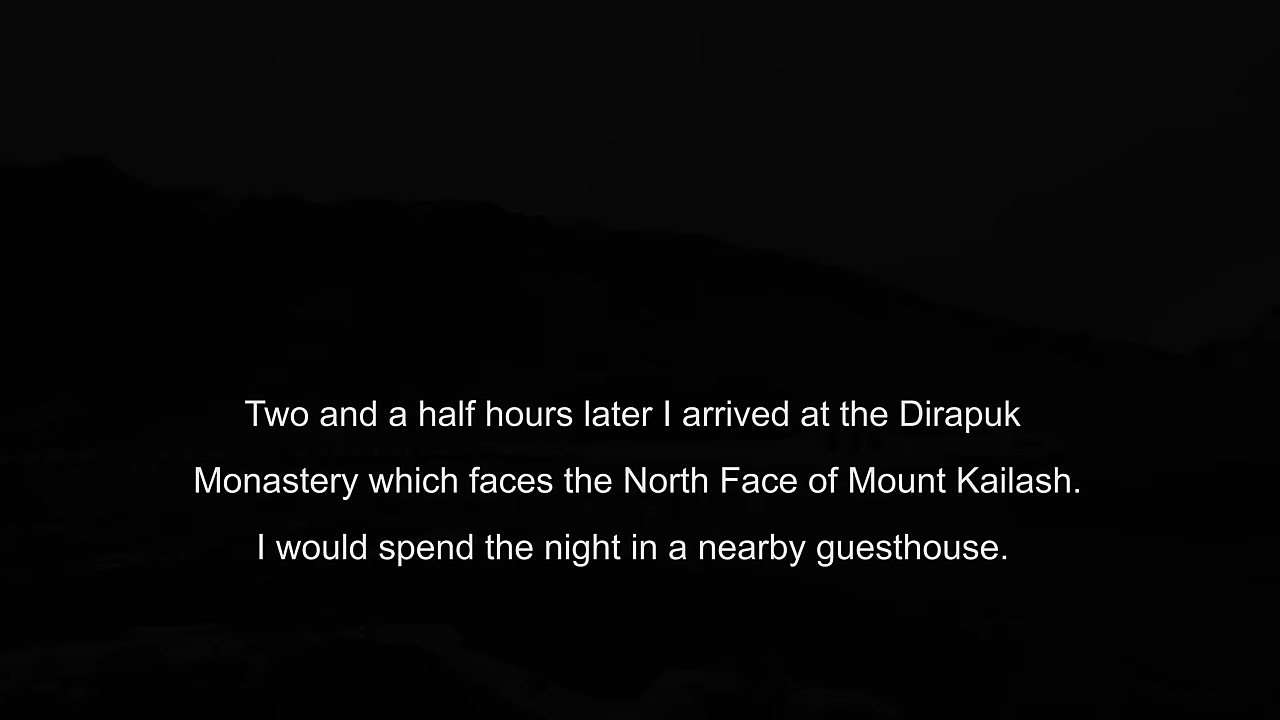 Two and a half hours later I arrived at the Dirapuk
Monastery which faces the North Face of Mount Kailash.
I would spend the night in a nearby guesthouse.